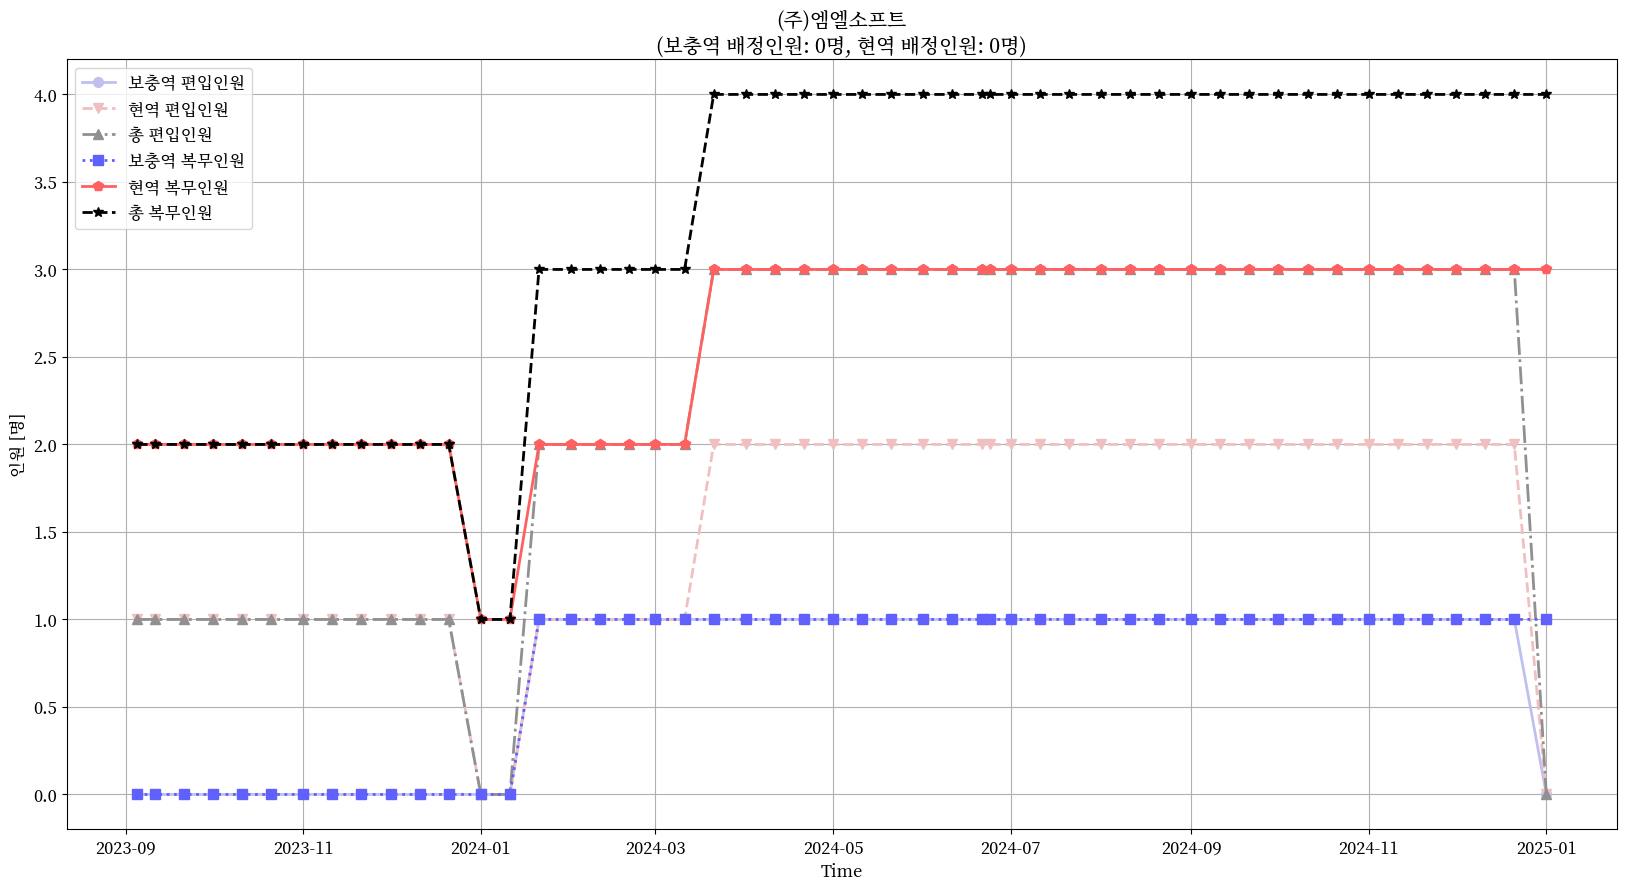 (주)엠엘소프트
(보충역 배정인원: 0명, 현역 배정인원: 0명)
보충역 편입인원
현역 편입인원
총 편입인원
보충역 복무인원
현역 복무인원
총 복무인원
인원 [명]
4.0
3.5
3.0
2.5
2.0
1.5
1.0
0.5
0.0
2023-09 2023-11 2024-01 2024-03 2024-05 2024-07 2024-09 2024-11 2025-01
Time